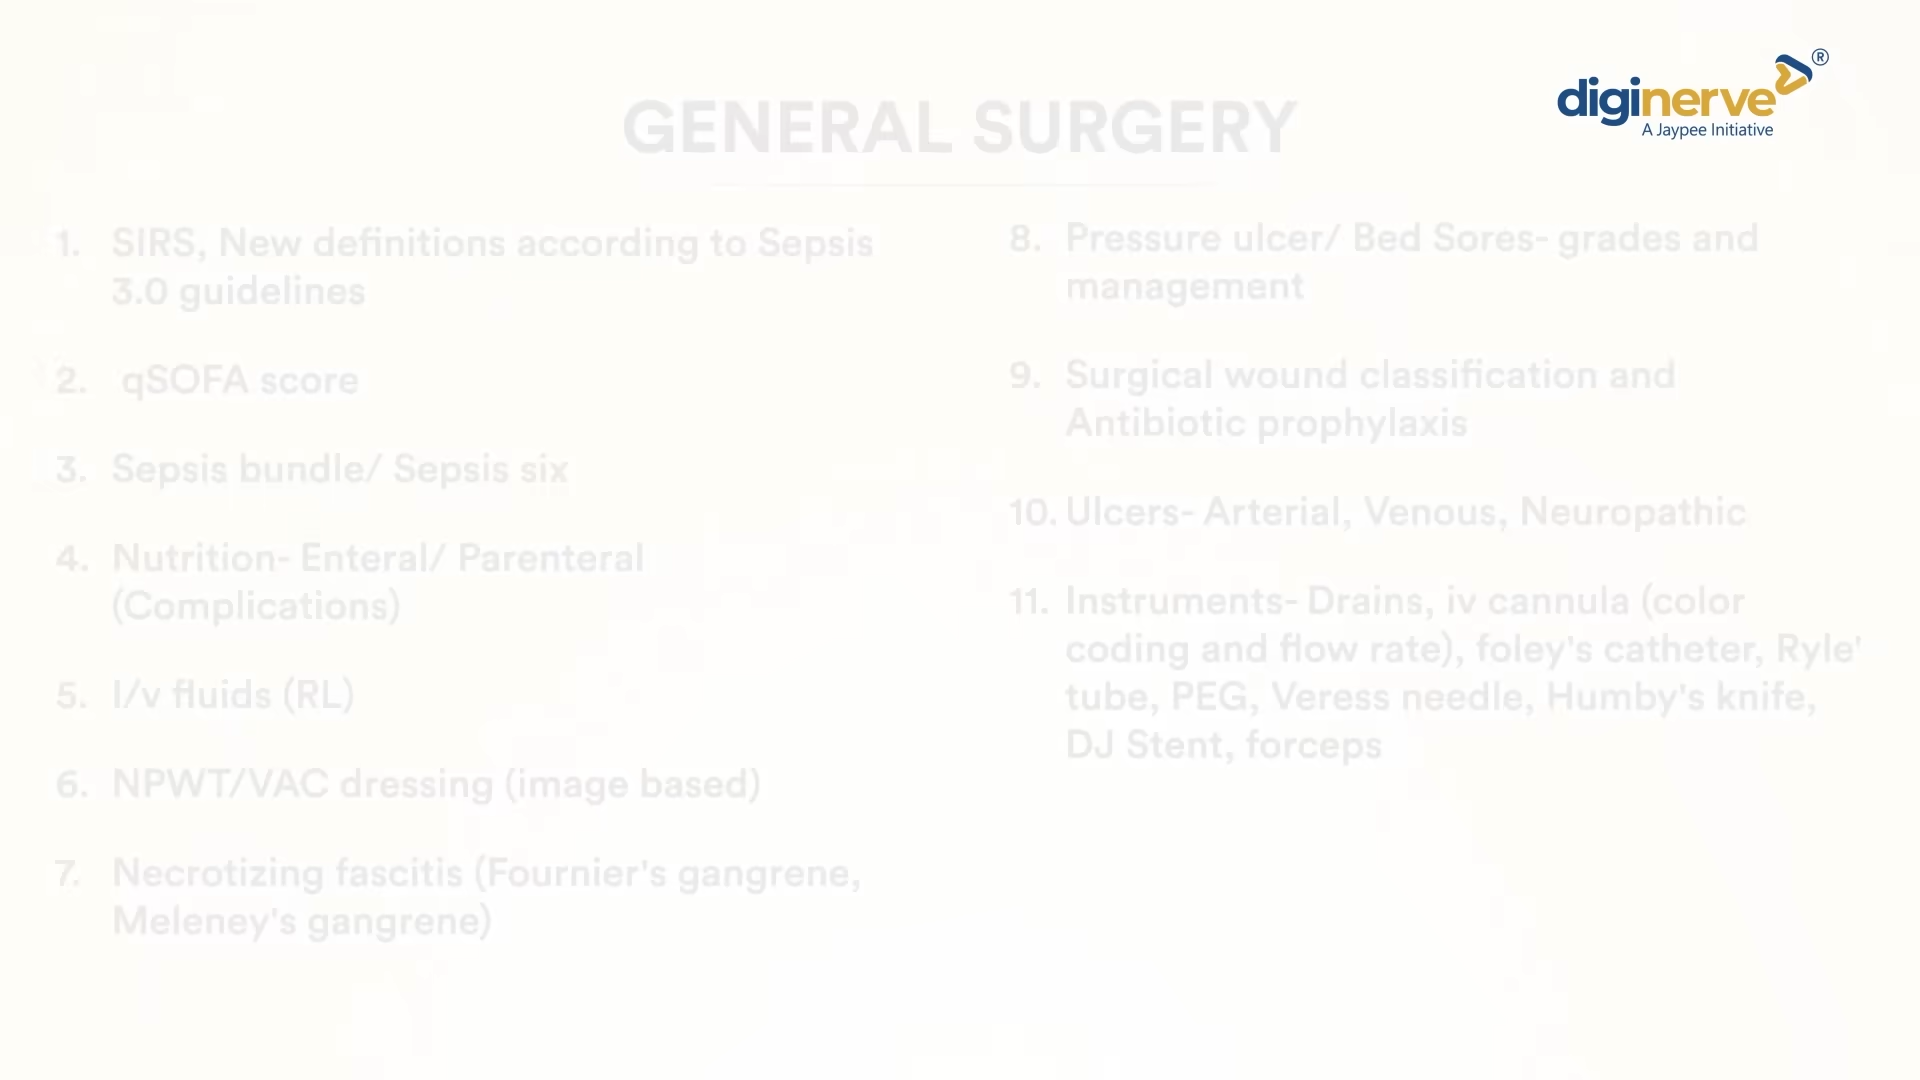 diginerve®
A Jaypee Initiative
GENERAL SURGERY
1. SIRS, New definitions according to Sepsis
3.0 guidelines
2. qSOFA score
3. Sepsis bundle/ Sepsis six
4. Nutrition- Enteral/ Parenteral
(Complications)
5. I/v fluids (RL)
6. NPWT/VAC dressing (image based)
7. Necrotizing fascitis (Fournier's gangrene,
Meleney's gangrene)
8. Pressure ulcer/ Bed Sores- grades and
management
9. Surgical wound classification and
Antibiotic prophylaxis
10. Ulcers- Arterial, Venous, Neuropathic
11. Instruments- Drains, iv cannula (color
coding and flow rate), foley's catheter, Ryle'
tube, PEG, Veress needle, Humby's knife,
DJ Stent, forceps